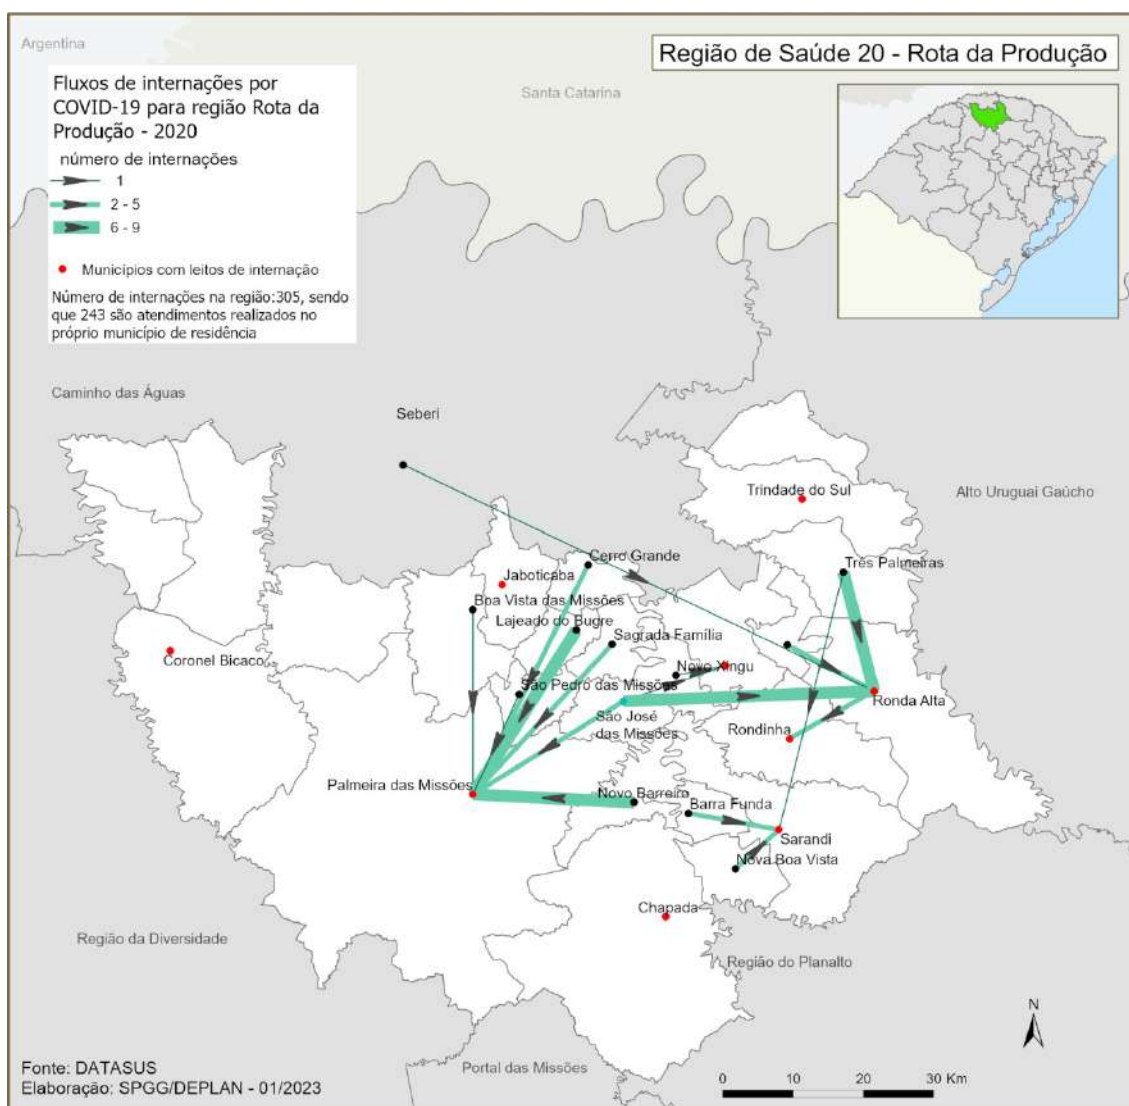 Argentina
Santa Catarina
Região de Saúde 20 - Rota da Produção
Fluxos de internações por
COVID-19 para região Rota da
Produção - 2020
número de internações
1
2 - 5
6 - 9
Municípios com leitos de internação
Número de internações na região:305, sendo
que 243 são atendimentos realizados no
próprio município de residência
Caminho das Águas
Seberi
Trindade do Sul
Alto Uruguai Gaúcho
Cerro Grande
Três Palmeiras
Jaboticaba
Boa Vista das Missões
Lajeado do Bugre
Sagrada Família
Coronel Bicaco
Novo Xingu
São Pedro das Missões
Ronda Alta
São José
das Missões
Rondinha
Palmeira das Missões
Novo Barreiro
Barra Funda
Sarandi
Nova Boa Vista
Chapada
Região da Diversidade
Região do Planalto
N
Fonte: DATASUS
Elaboração: SPGG/DEPLAN - 01/2023
Portal das Missões
0 10 20 30 Km